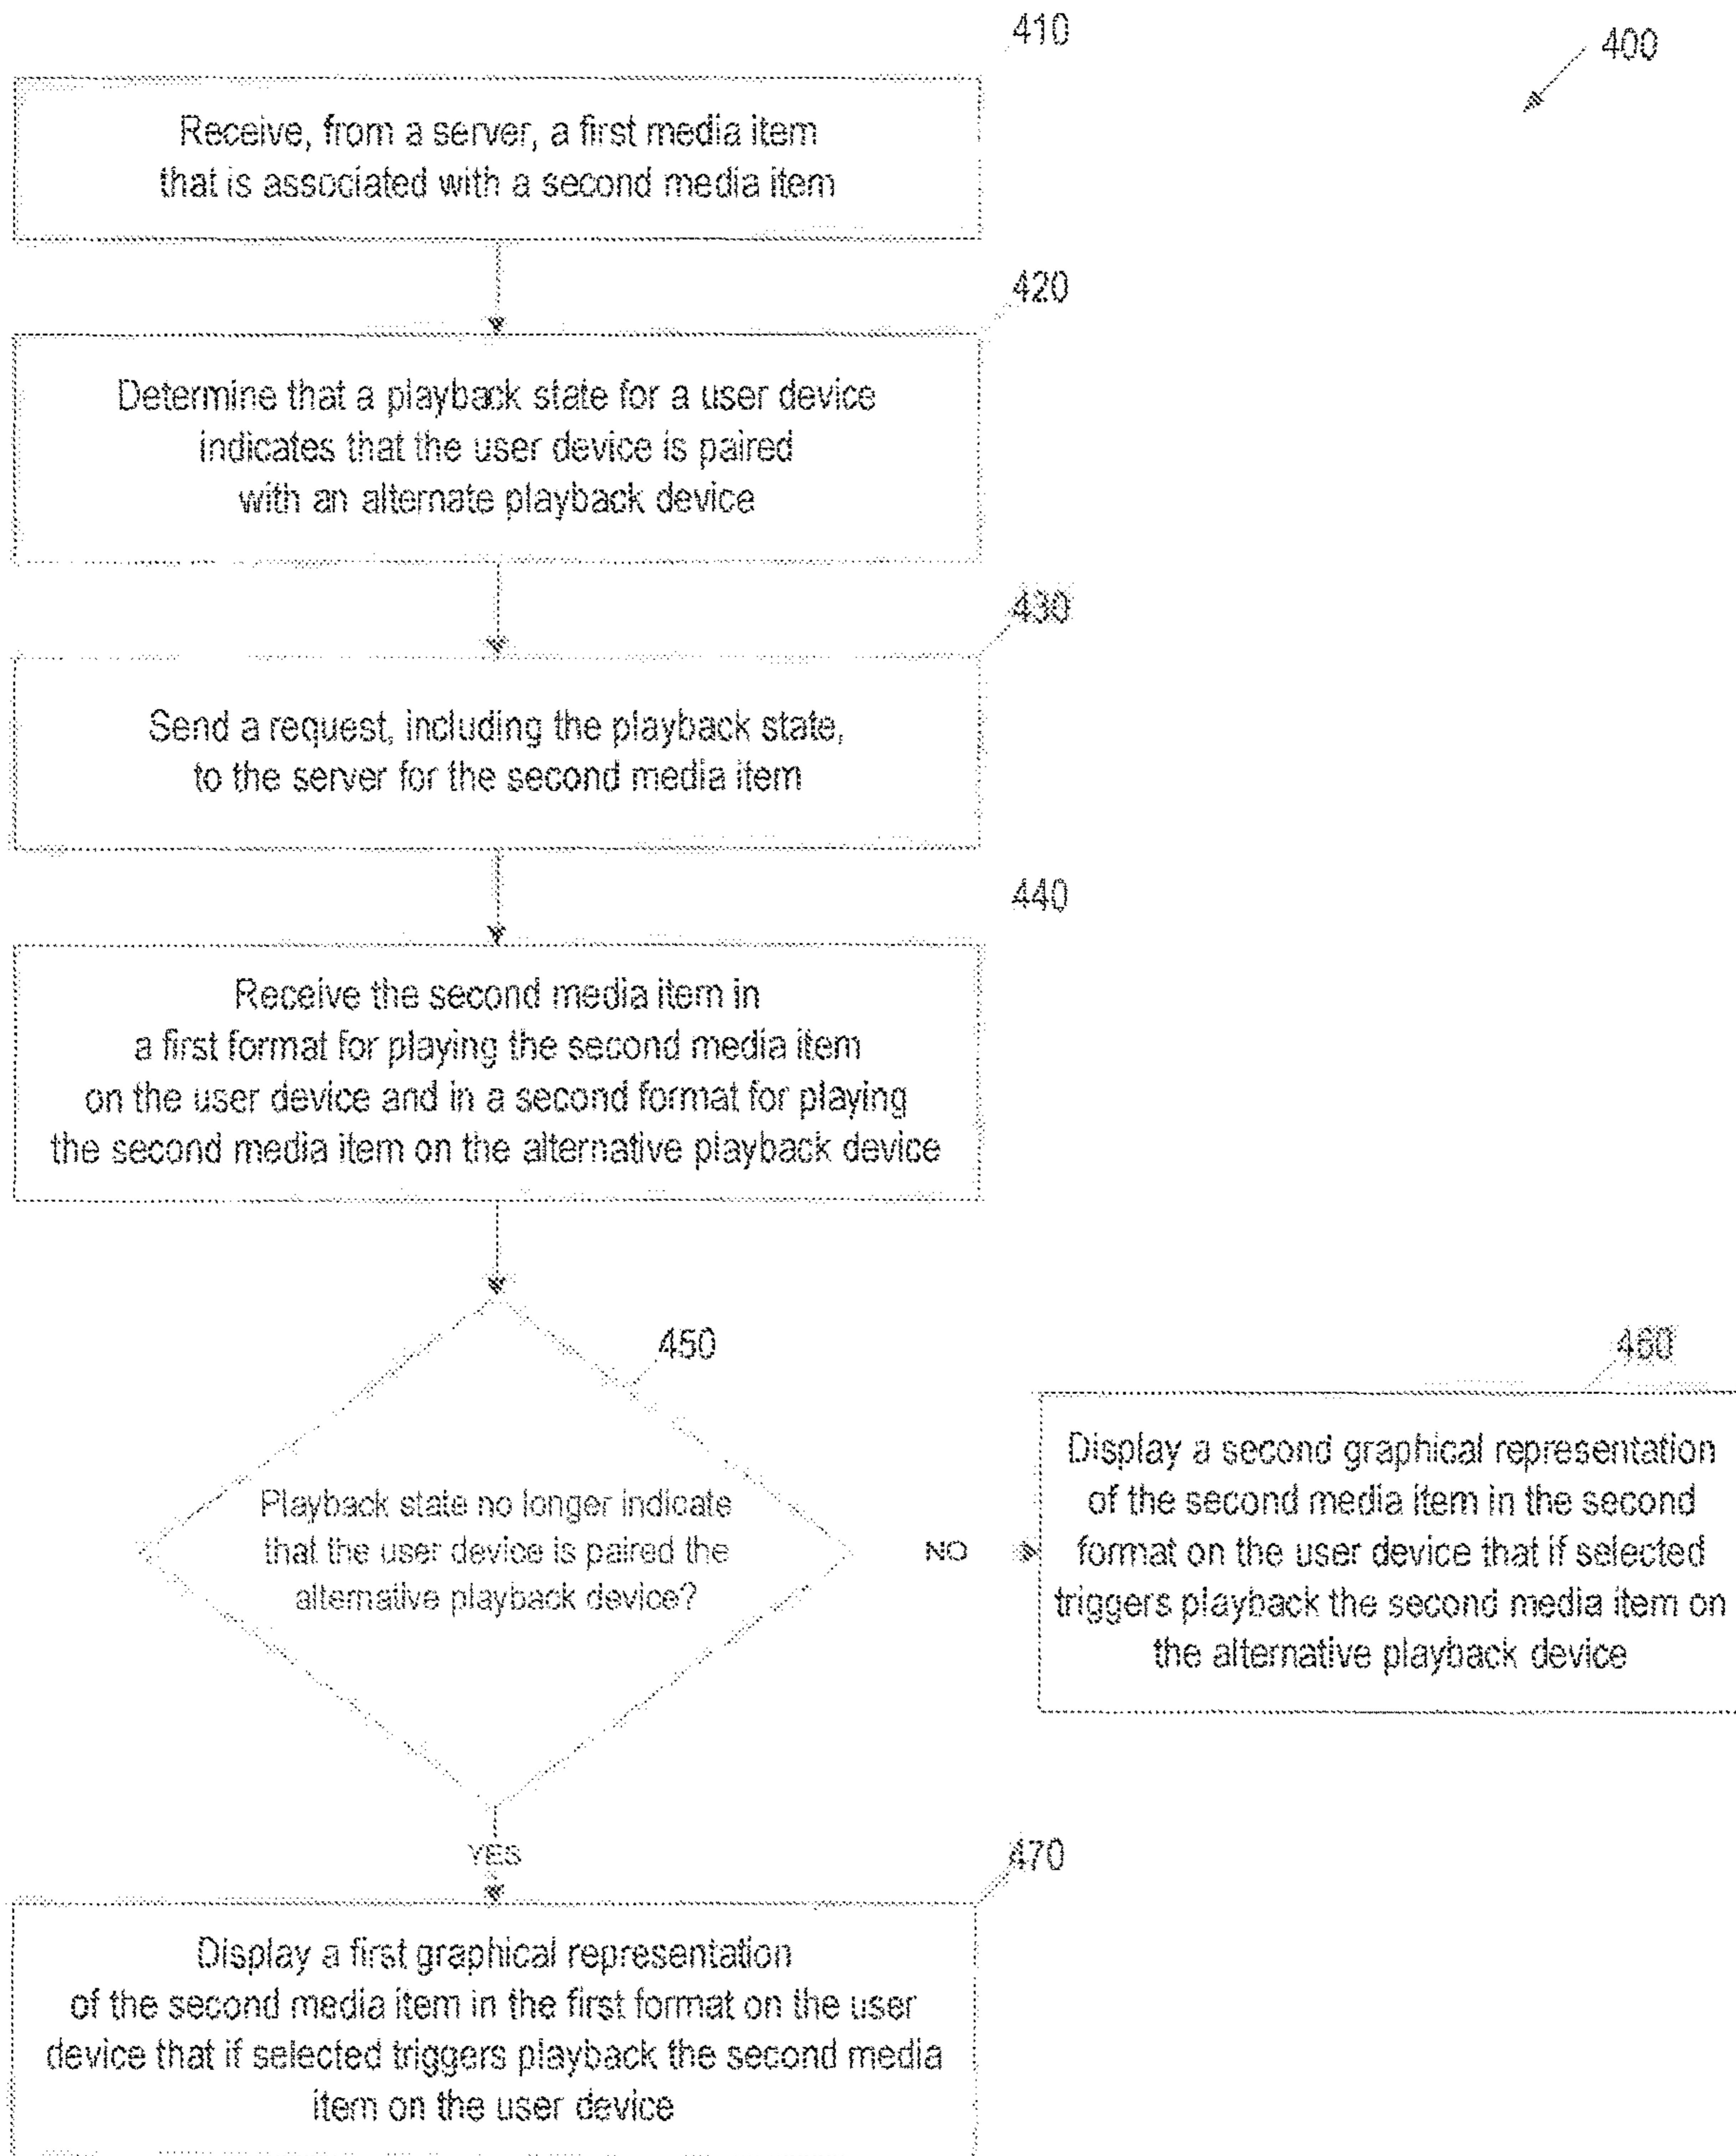 410
400
Receive, from a server, a first media item
that is associated with a second media item
420
Determine that a playback state for a user device
indicates that the user device is paired
with an alternate playback device
430
Send a request, including the playback state,
to the server for the second media item
440
Receive the second media item in
a first format for playing the second media item
on the user device and in a second format for playing
the second media item on the alternative playback device
450
Playback state no longer indicate
that the user device is paired the
alternative playback device?
NO
460
Display a second graphical representation
of the second media item in the second
format on the user device that if selected
triggers playback the second media item on
the alternative playback device
YES
470
Display a first graphical representation
of the second media item in the first format on the user
device that if selected triggers playback the second media
item on the user device